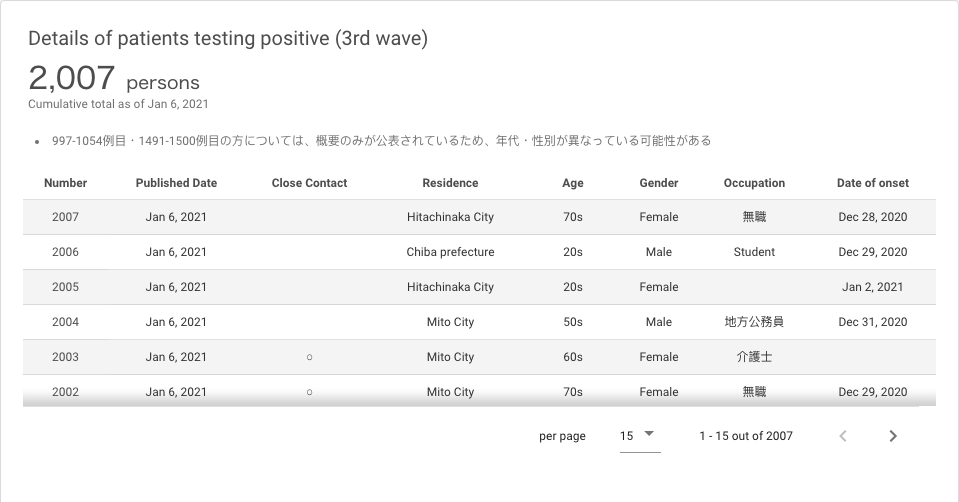 Details of patients testing positive (3rd wave)
2,007 persons
Cumulative total as of Jan 6, 2021
• 997-1054例目・1491-1500例目の方については、概要のみが公表されているため、年代・性別が異なっている可能性がある
Number Published Date Close Contact Residence Age Gender Occupation Date of onset
2007 Jan 6, 2021 Hitachinaka City 70s Female 無職 Dec 28, 2020
2006 Jan 6, 2021 Chiba prefecture 20s Male Student Dec 29, 2020
2005 Jan 6, 2021 Hitachinaka City 20s Female Jan 2, 2021
2004 Jan 6, 2021 Mito City 50s Male 地方公務員 Dec 31, 2020
2003 Jan 6, 2021 ○ Mito City 60s Female 介護士
2002 Jan 6, 2021 ○ Mito City 70s Female 無職 Dec 29, 2020
per page 15 1 - 15 out of 2007